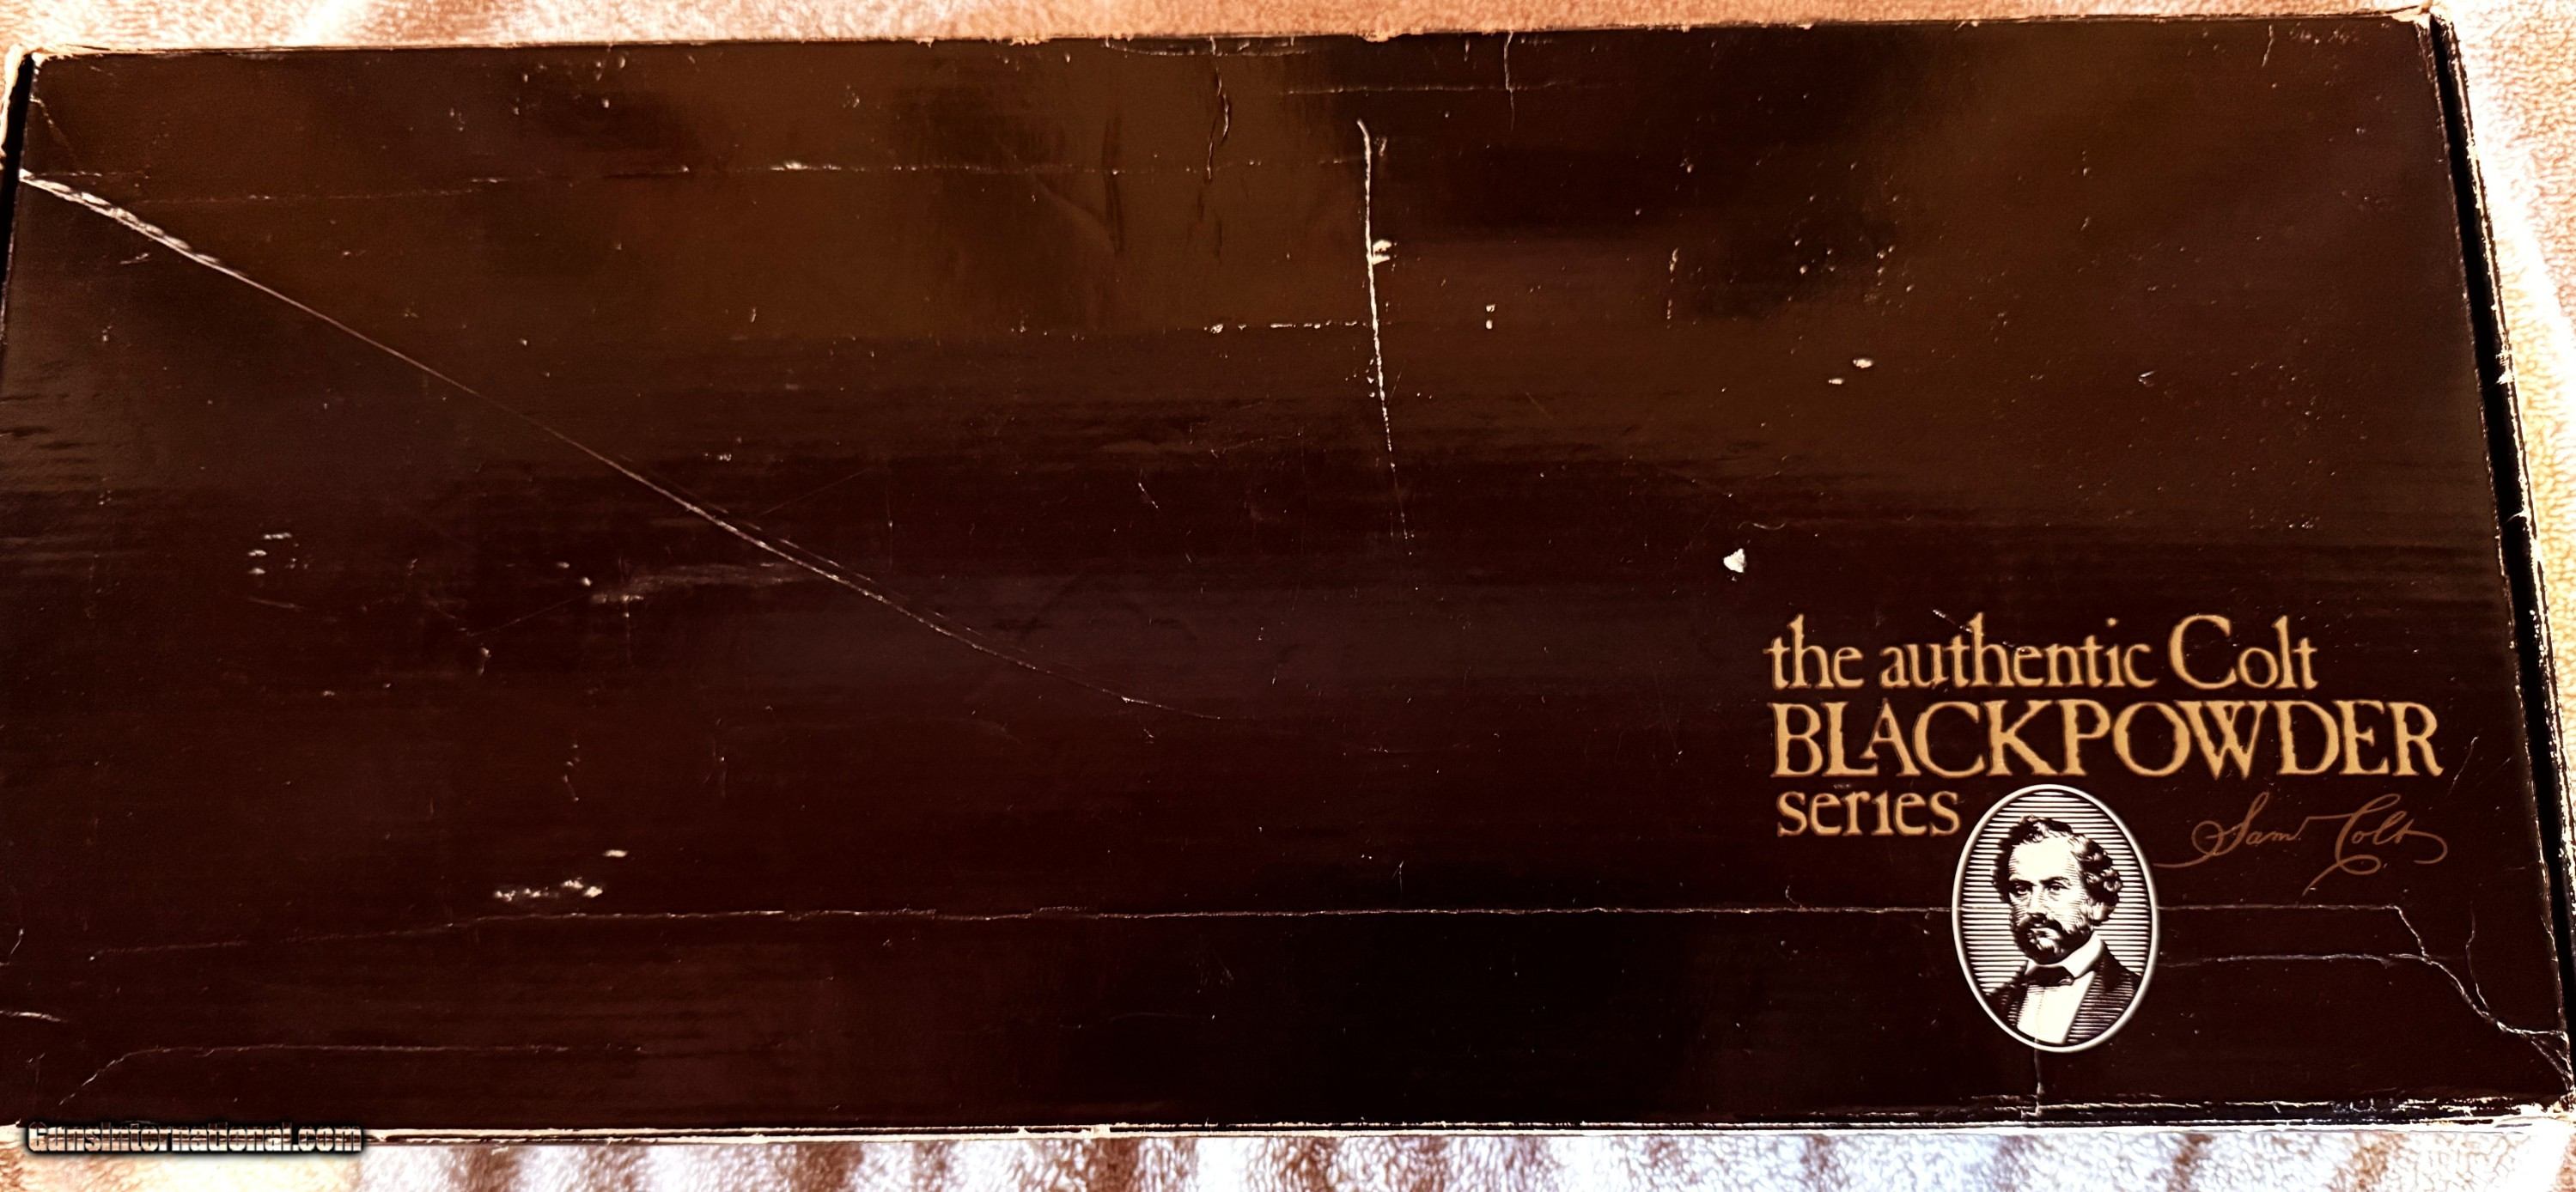 the authentic Colt
BLACKPOWDER
series
Sam. Colt
GunsInternational.com